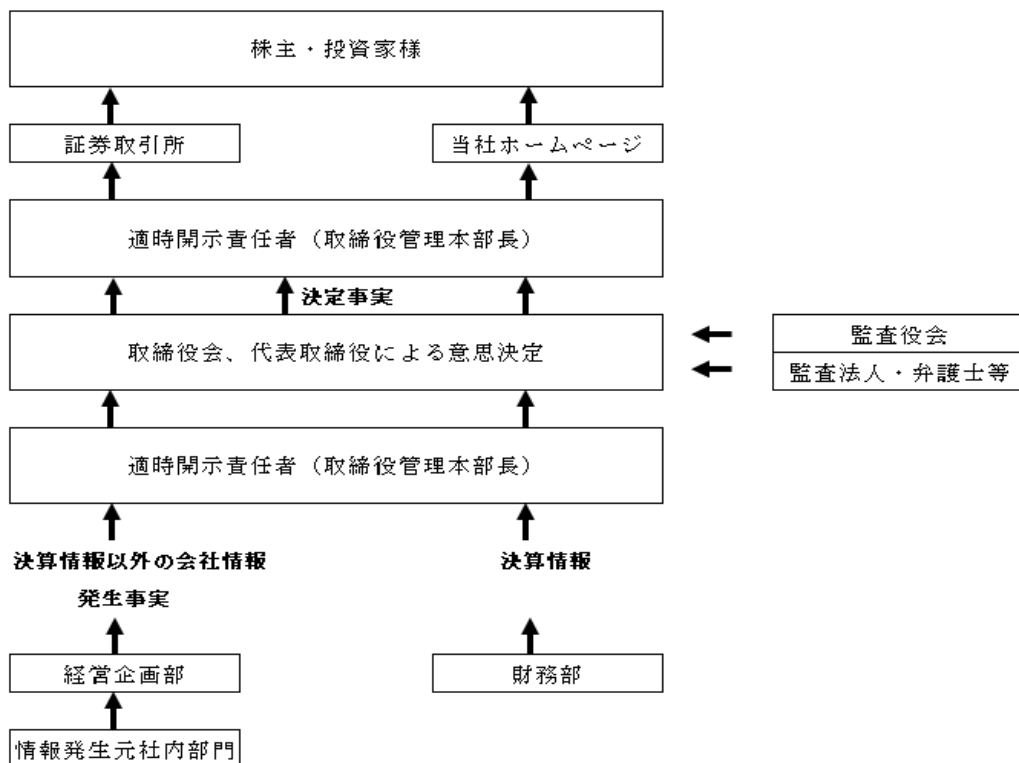 株主・投資家様
証券取引所
当社ホームページ
適時開示責任者（取締役管理本部長）
決定事実
取締役会、代表取締役による意思決定
監査役会
監査法人・弁護士等
適時開示責任者（取締役管理本部長）
決算情報以外の会社情報
決算情報
発生事実
経営企画部
財務部
情報発生元社内部門